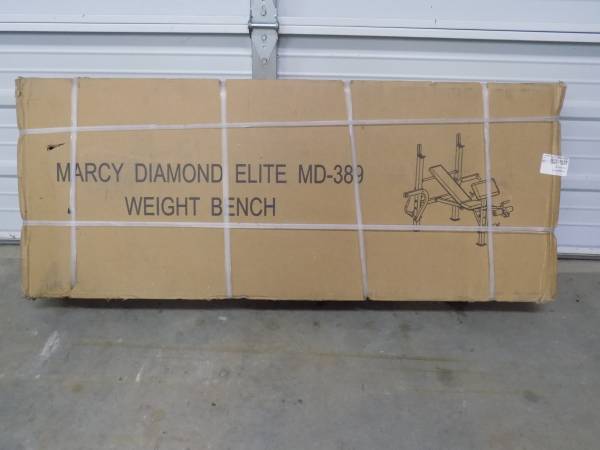 MARCY DIAMOND ELITE MD-389
WEIGHT BENCH